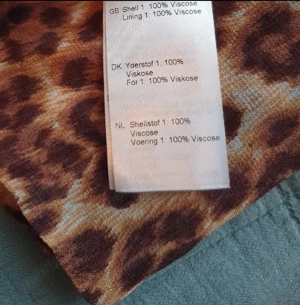 GB Shell 1: 100% Viscose
Lining 1: 100% Viscose
DK Yderstof 1: 100%
Viskose
For 1: 100% Viskose
NL Shellstof 1: 100%
Viscose
Voering 1: 100% Viscose